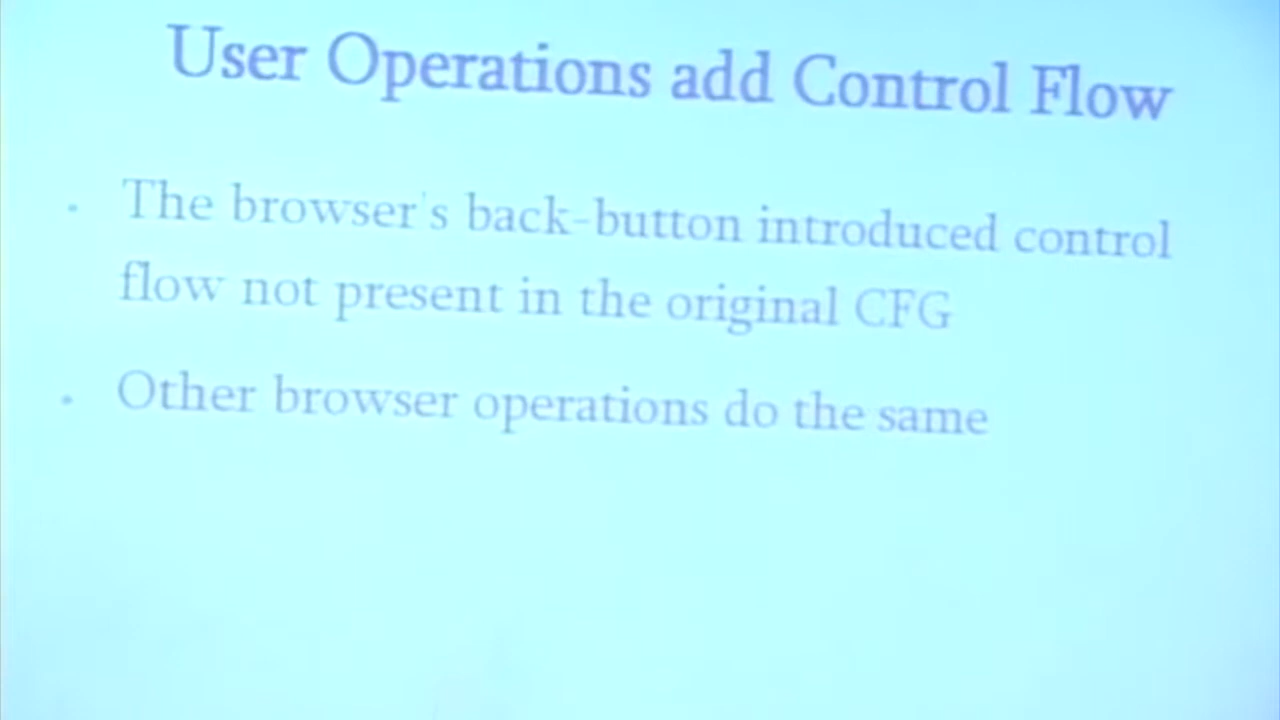 User Operations add Control Flow
• The browser's back-button introduced control
flow not present in the original CFG
• Other browser operations do the same